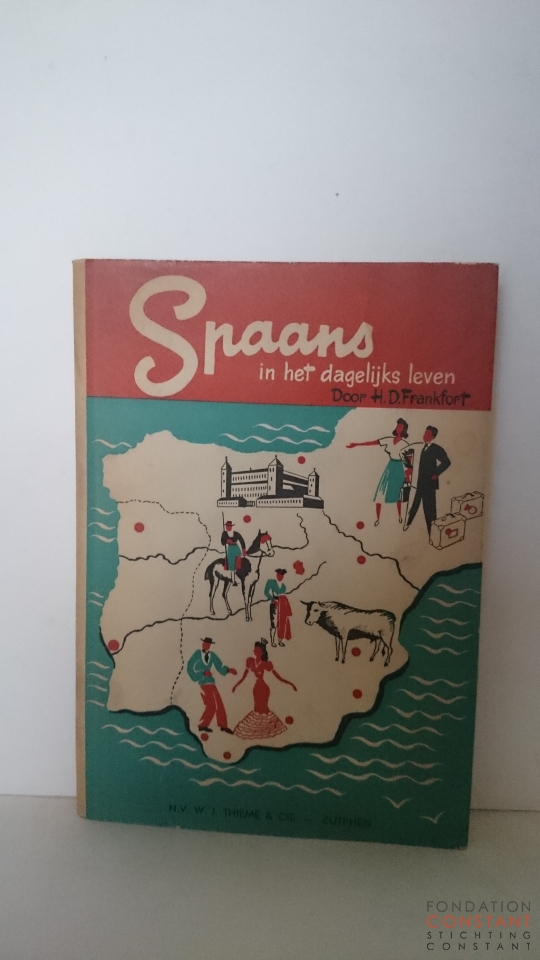 Spaans
in het dagelijks leven
Door H. D. Frankfort
N.V. W. J. THIEME & CIE — ZUTPHEN
FONDATION
CONSTANT
STICHTING
CONSTANT